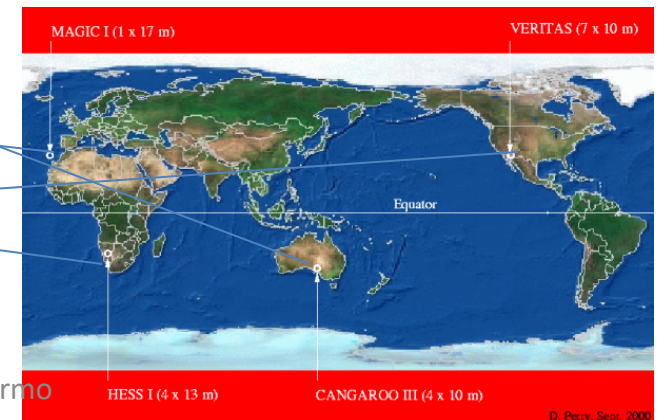 MAGIC I (1 x 17 m)
VERITAS (7 x 10 m)
Equator
rmo
HESS I (4 x 13 m)
CANGAROO III (4 x 10 m)
D. Perry, Sept. 2000